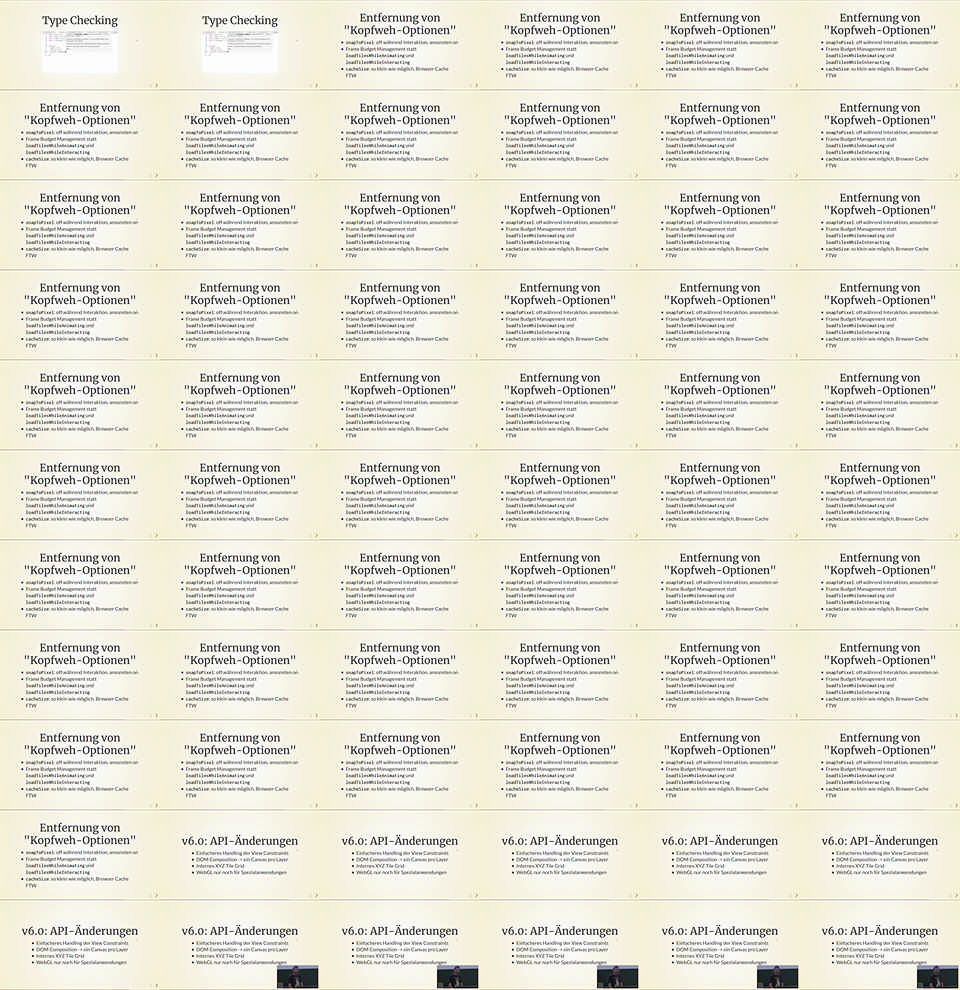 Type Checking
Entfernung von
"Kopfweh-Optionen"
snapToPixel: off während Interaktion, ansonsten on
Frame Budget Management statt
loadTilesWhileAnimating und
loadTilesWhileInteracting
cacheSize: so klein wie möglich, Browser Cache
FTW
v6.0: API-Änderungen
Einfacheres Handling der View Constraints
DOM Composition -> ein Canvas pro Layer
Internes XYZ Tile Grid
WebGL nur noch für Spezialanwendungen